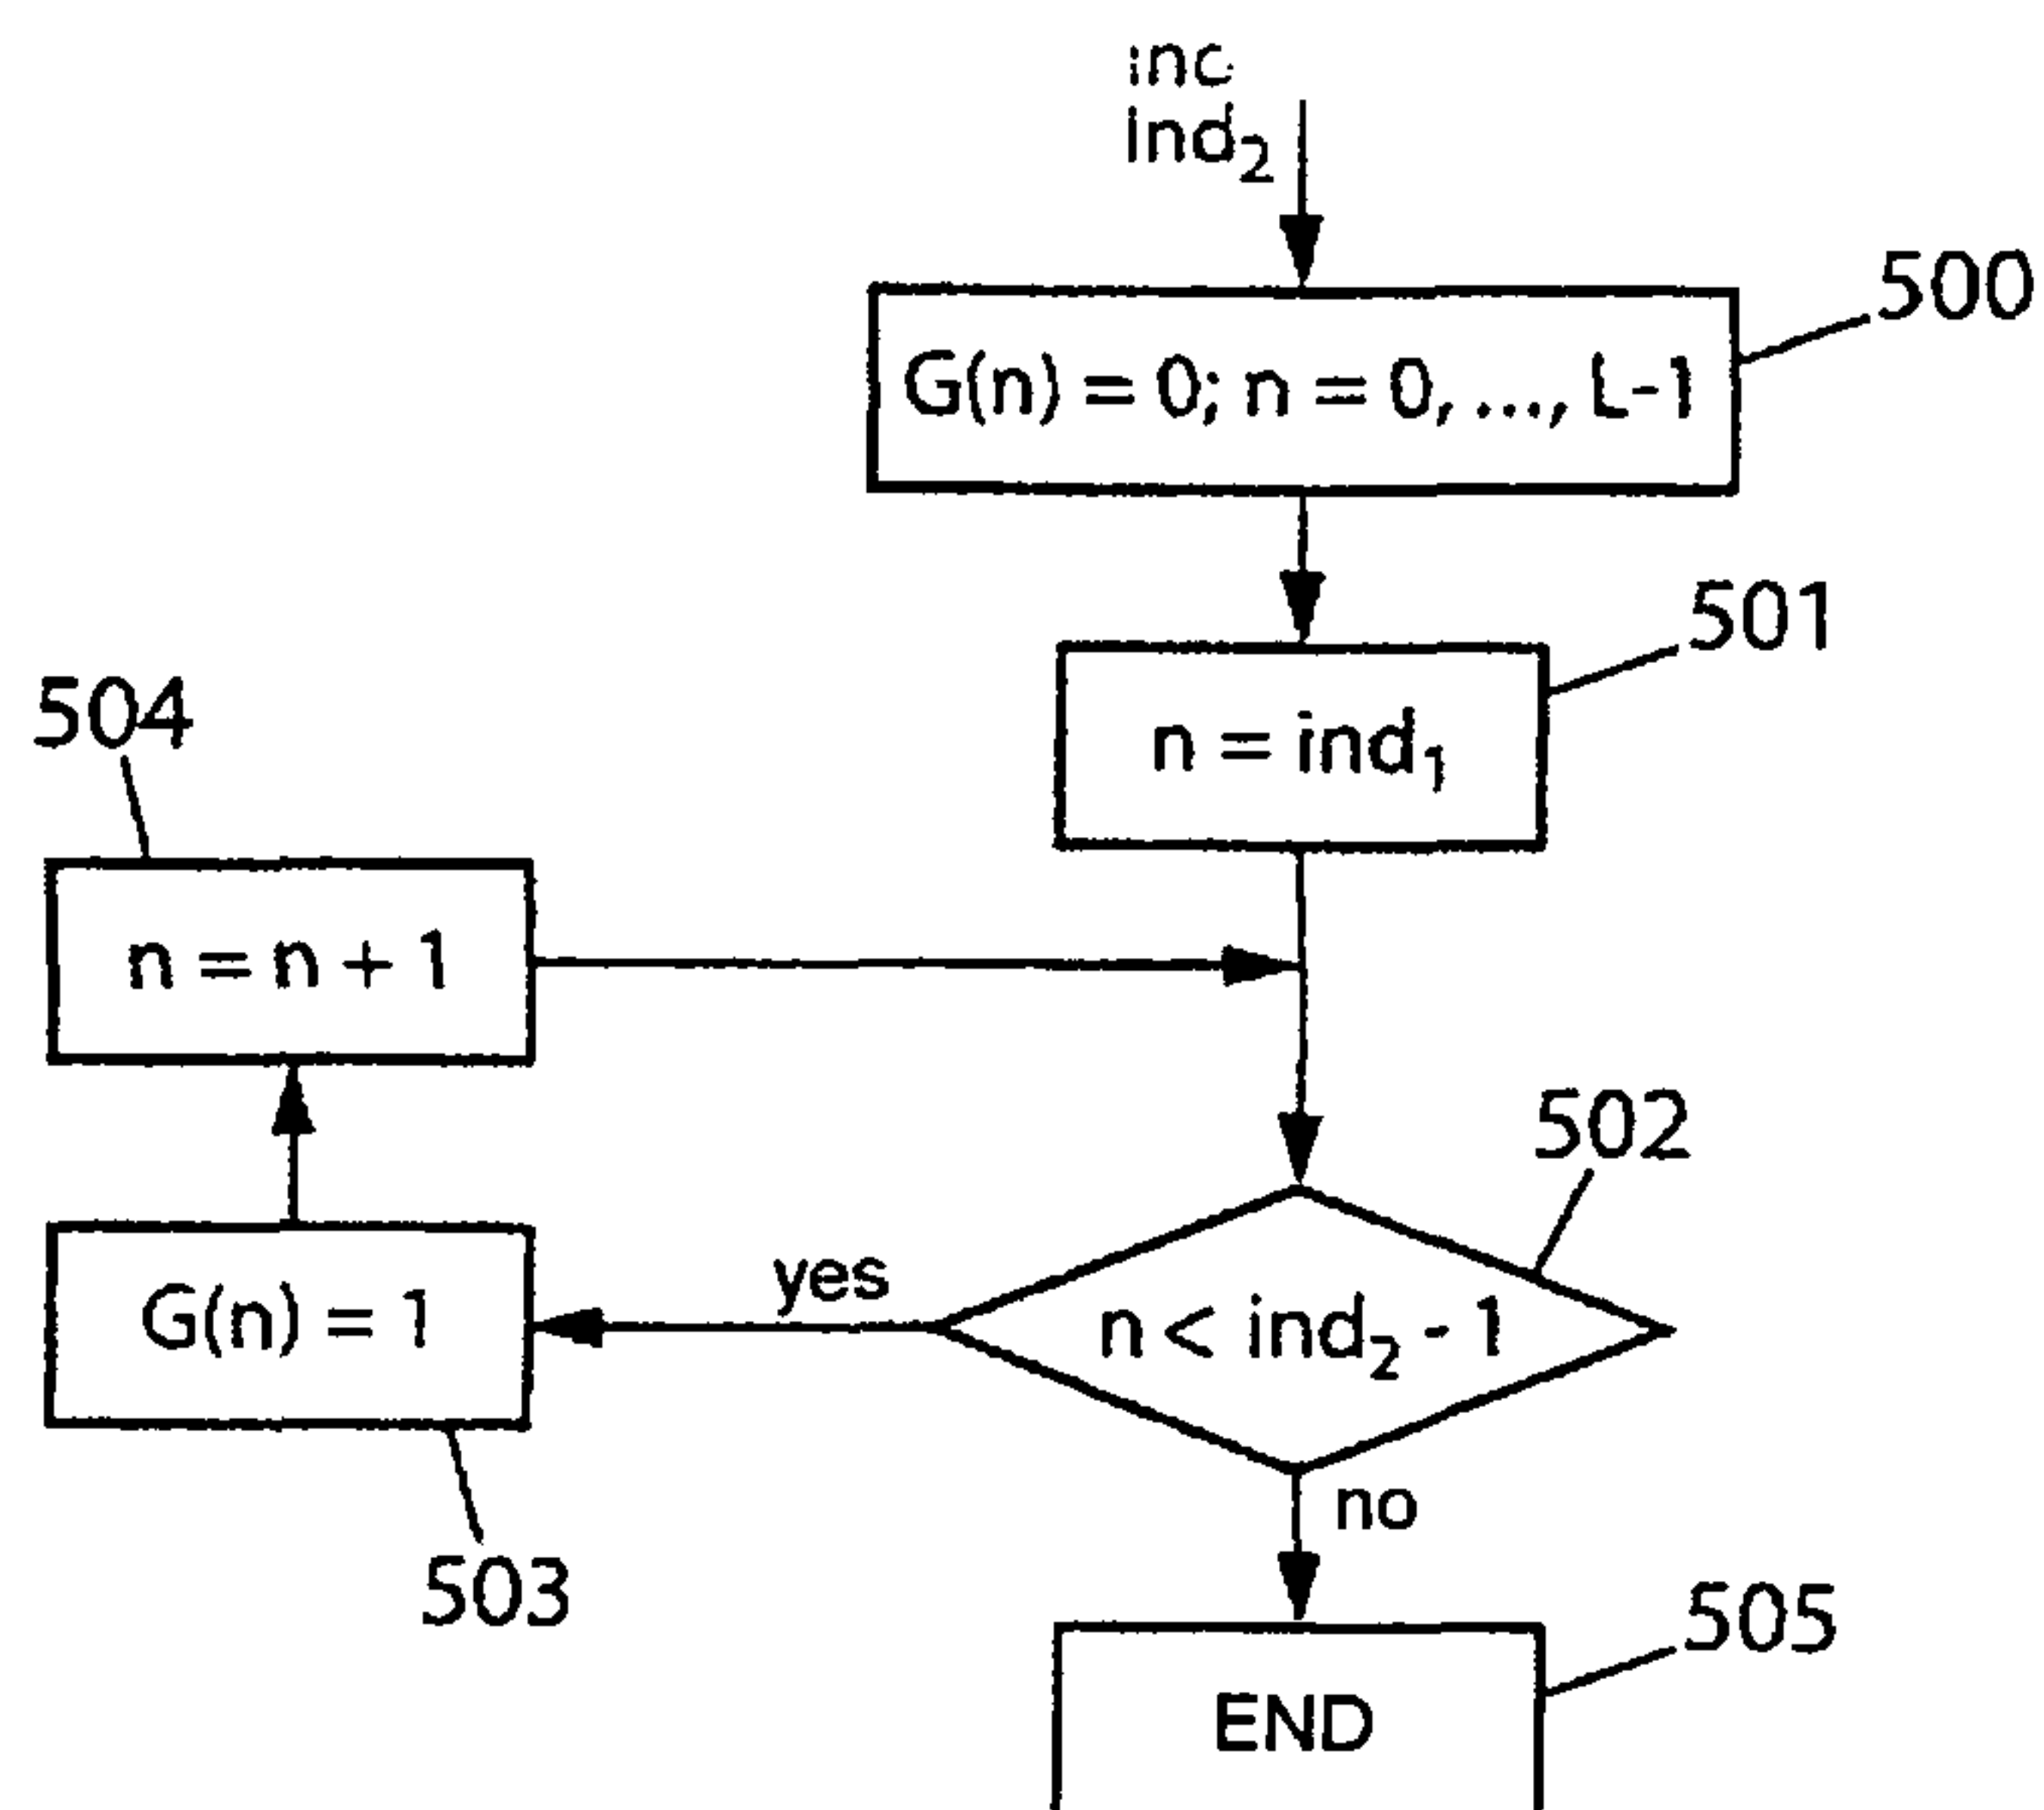 inc
ind₂
500
G(n) = 0; n = 0, ..., L-1
501
n = ind₁
504
n = n + 1
502
n < ind₂ - 1
yes
G(n) = 1
503
no
505
END